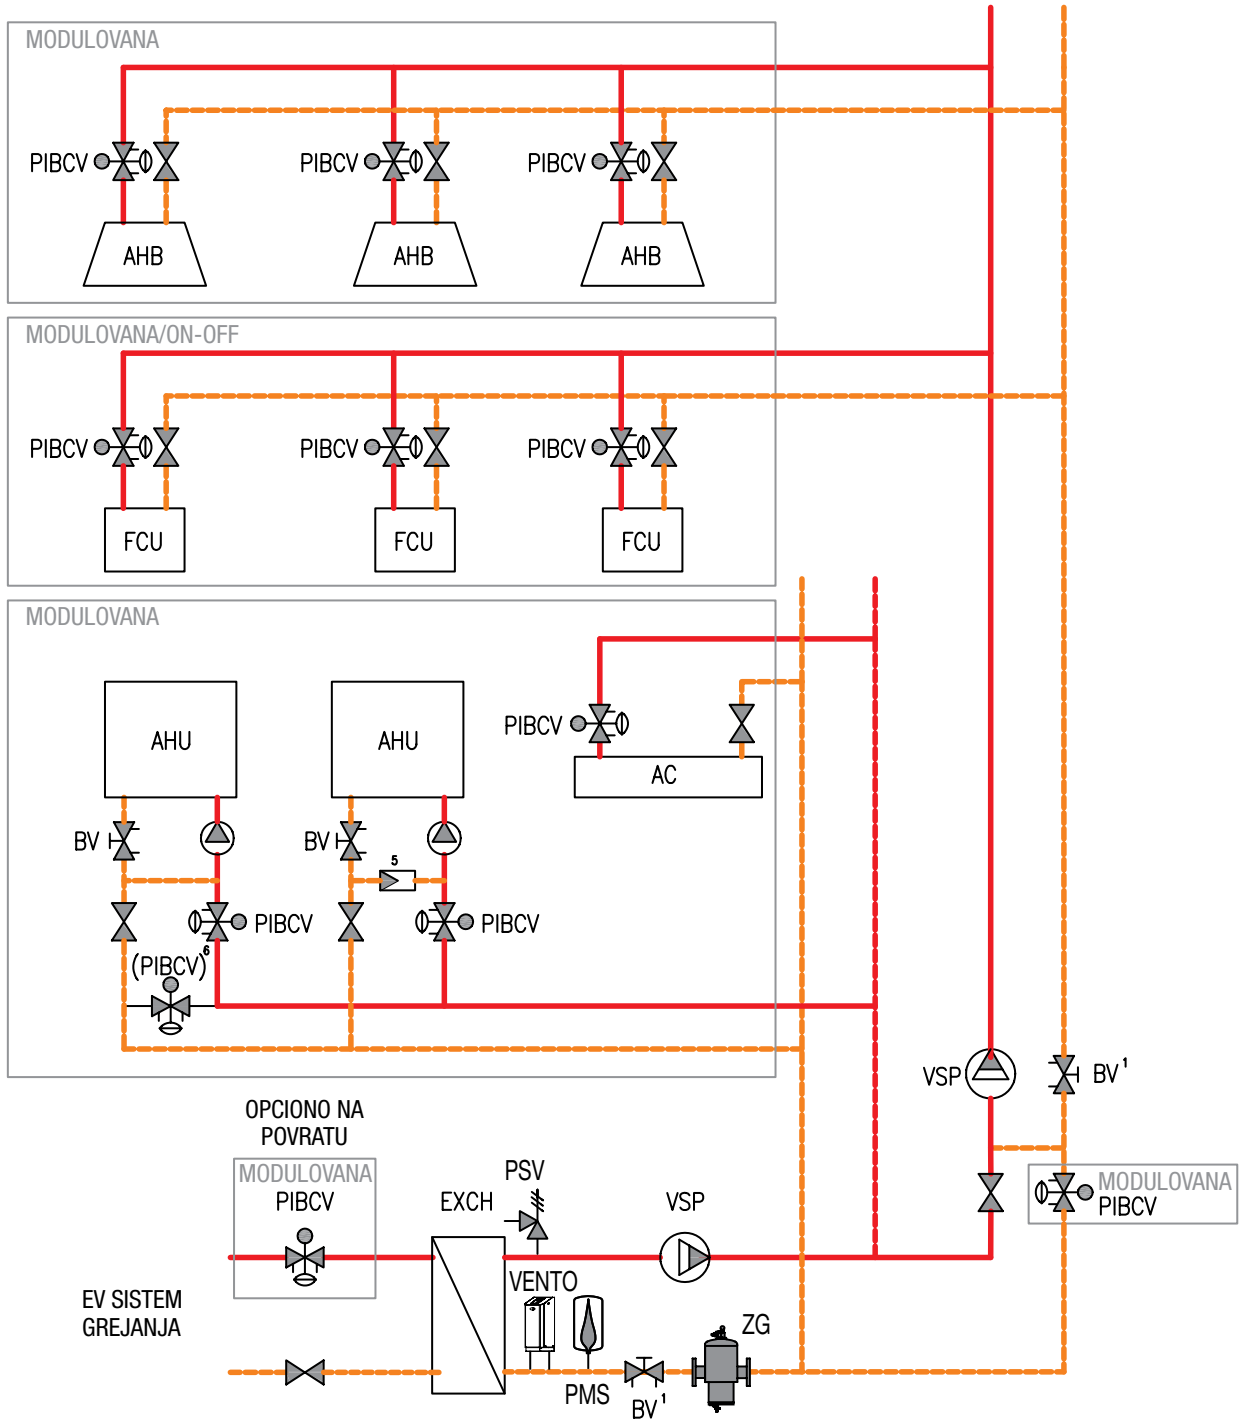 MODULOVANA
PIBCV
PIBCV
PIBCV
AHB
AHB
AHB
MODULOVANA/ON-OFF
PIBCV
PIBCV
PIBCV
FCU
FCU
FCU
MODULOVANA
AHU
AHU
PIBCV
AC
BV
BV
5
PIBCV
PIBCV
(PIBCV)⁶
VSP
BV¹
OPCIONO NA
POVRATU
MODULOVANA
PIBCV
PSV
EXCH
VSP
MODULOVANA
PIBCV
VENTO
EV SISTEM
GREJANJA
ZG
PMS
BV¹